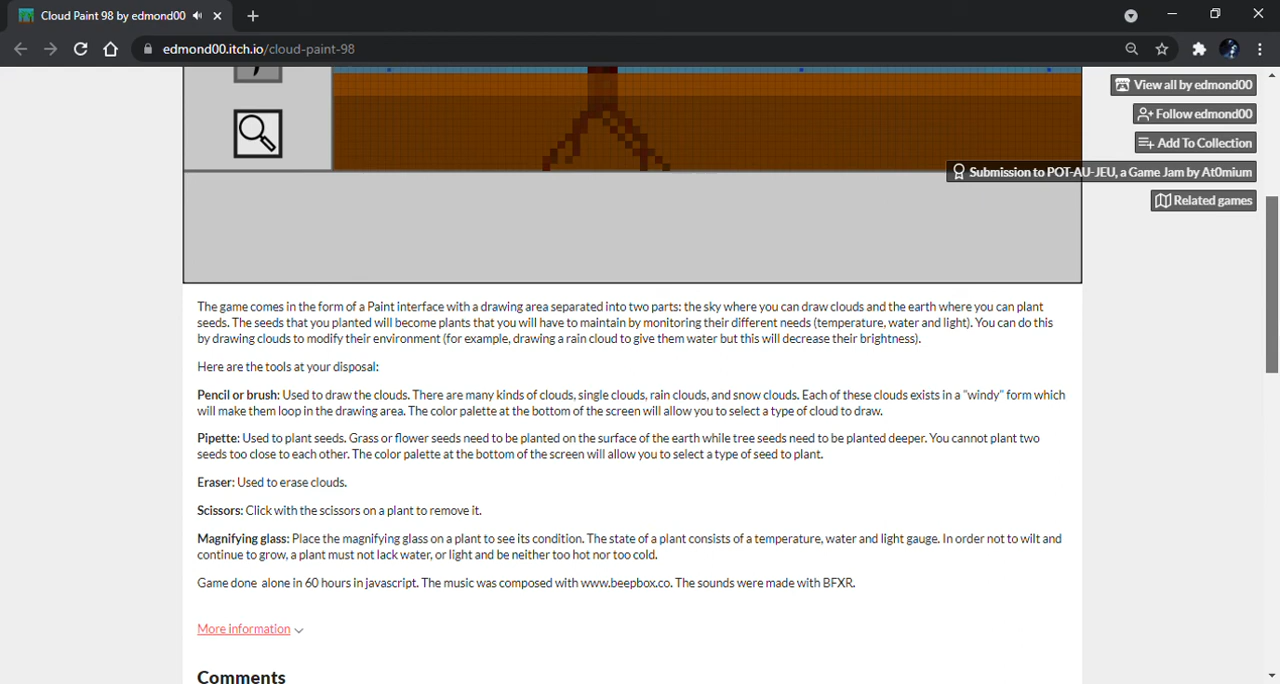 Cloud Paint 98 by edmond00
edmond00.itch.io/cloud-paint-98
View all by edmond00
Follow edmond00
Add To Collection
Submission to POT-AU-JEU, a Game Jam by At0mium
Related games
The game comes in the form of a Paint interface with a drawing area separated into two parts: the sky where you can draw clouds and the earth where you can plant
seeds. The seeds that you planted will become plants that you will have to maintain by monitoring their different needs (temperature, water and light). You can do this
by drawing clouds to modify their environment (for example, drawing a rain cloud to give them water but this will decrease their brightness).
Here are the tools at your disposal:
Pencil or brush: Used to draw the clouds. There are many kinds of clouds, single clouds, rain clouds, and snow clouds. Each of these clouds exists in a "windy" form which
will make them loop in the drawing area. The color palette at the bottom of the screen will allow you to select a type of cloud to draw.
Pipette: Used to plant seeds. Grass or flower seeds need to be planted on the surface of the earth while tree seeds need to be planted deeper. You cannot plant two
seeds too close to each other. The color palette at the bottom of the screen will allow you to select a type of seed to plant.
Eraser: Used to erase clouds.
Scissors: Click with the scissors on a plant to remove it.
Magnifying glass: Place the magnifying glass on a plant to see its condition. The state of a plant consists of a temperature, water and light gauge. In order not to wilt and
continue to grow, a plant must not lack water, or light and be neither too hot nor too cold.
Game done alone in 60 hours in javascript. The music was composed with www.beepbox.co. The sounds were made with BFXR.
More information
Comments